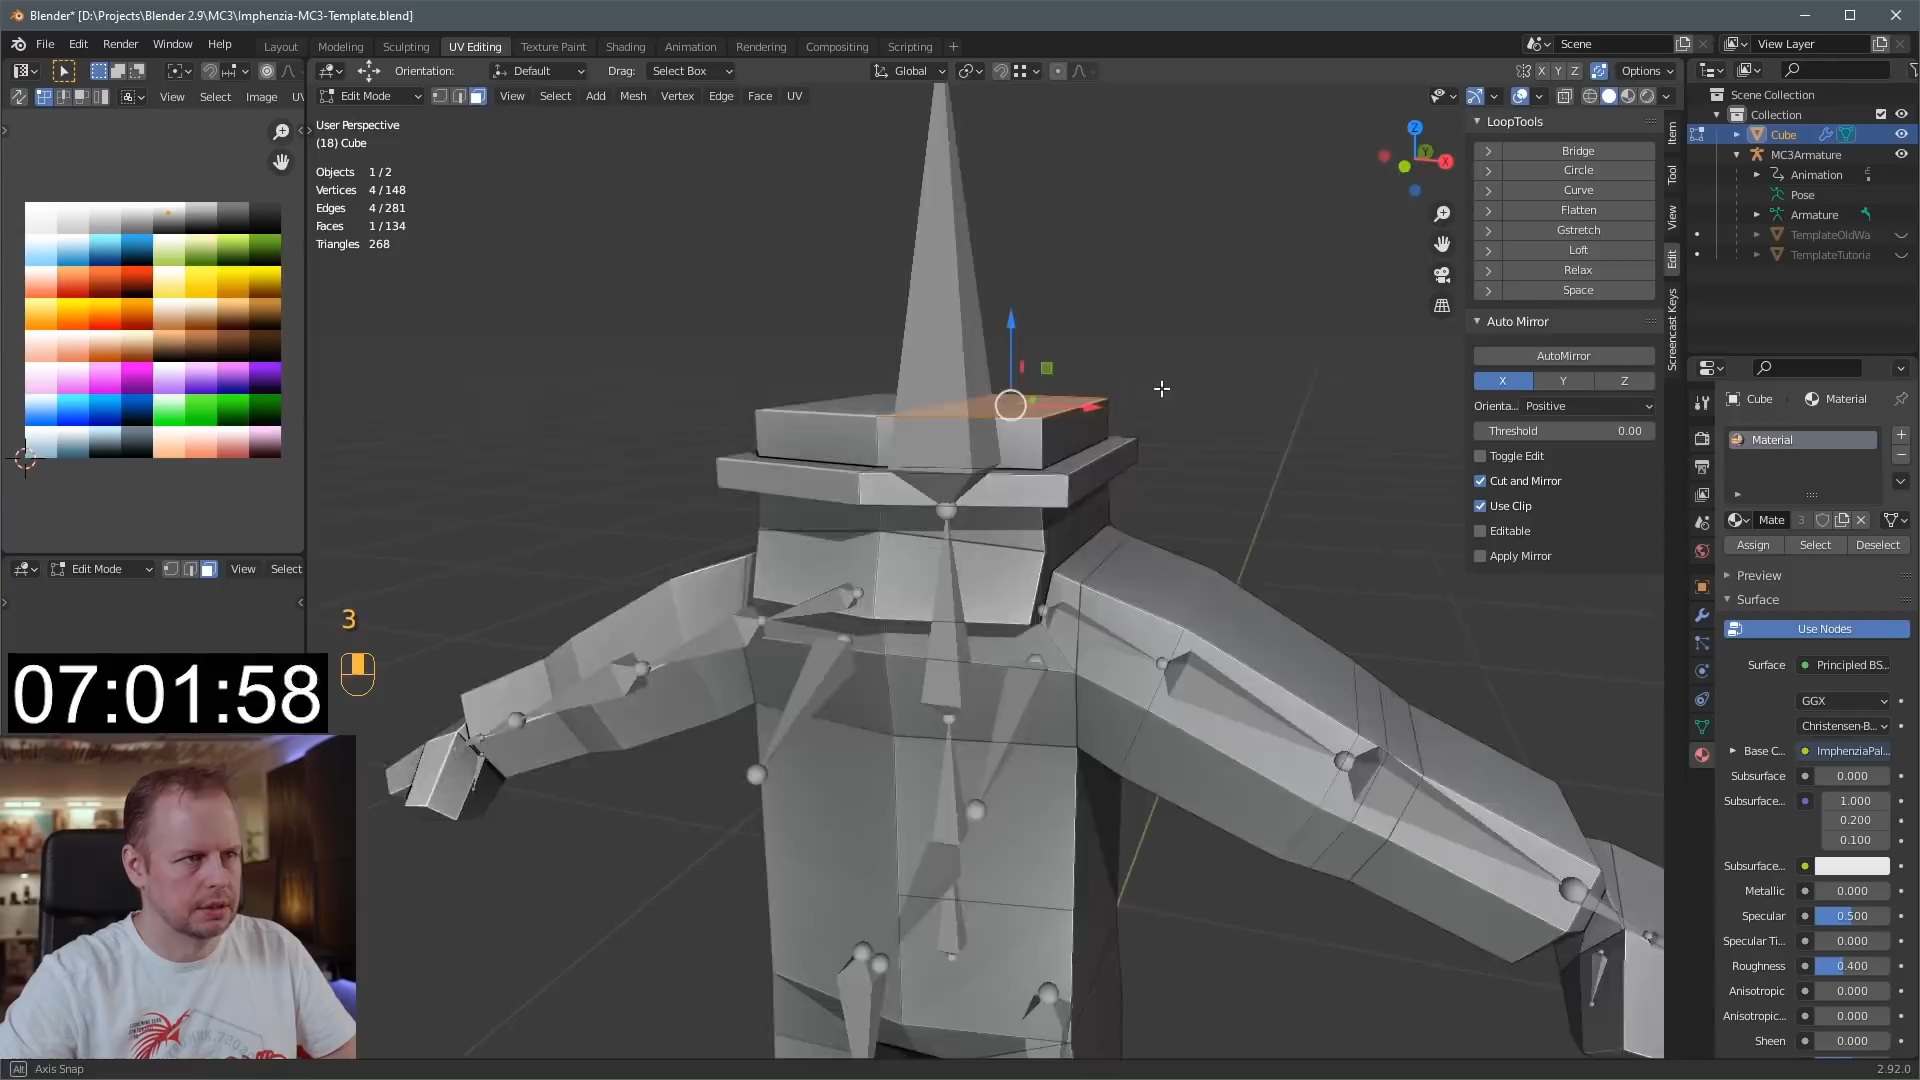 Blender* [D:\Projects\Blender 2.9\MC3\Imphenzia-MC3-Template.blend]
File Edit Render Window Help
Layout Modeling Sculpting UV Editing Texture Paint Shading Animation Rendering Compositing Scripting +
Scene
View Layer
Orientation: Default Drag: Select Box
Global
X Y Z
Options
View Select Image UV
Edit Mode
View Select Add Mesh Vertex Edge Face UV
User Perspective
(18) Cube
Objects 1 / 2
Vertices 4 / 148
Edges 4 / 281
Faces 1 / 134
Triangles 268
Z
Y
X
LoopTools
Bridge
Circle
Curve
Flatten
Gstretch
Loft
Relax
Space
Auto Mirror
AutoMirror
X Y Z
Orienta... Positive
Threshold 0.00
Toggle Edit
Cut and Mirror
Use Clip
Editable
Apply Mirror
Item
Tool
View
Edit
Screencast Keys
Scene Collection
Collection
Cube
MC3Armature
Animation
Pose
Armature
TemplateOldWa
TemplateTutoria
Cube
Material
Material
Mate 3
Assign Select Deselect
Preview
Surface
Use Nodes
Surface Principled BS...
GGX
Christensen-B...
Base C... ImphenziaPal...
Subsurface 0.000
Subsurface... 1.000
0.200
0.100
Subsurface...
Metallic 0.000
Specular 0.500
Specular Ti... 0.000
Roughness 0.400
Anisotropic 0.000
Anisotropic... 0.000
Sheen 0.000
Edit Mode
View Select
3
07:01:58
Alt Axis Snap
2.92.0